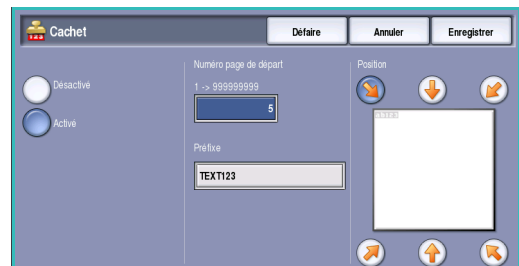 Cachet
Défaire
Annuler
Enregistrer
Désactivé
Activé
Numéro page de départ
1 -> 999999999
5
Préfixe
TEXT123
Position